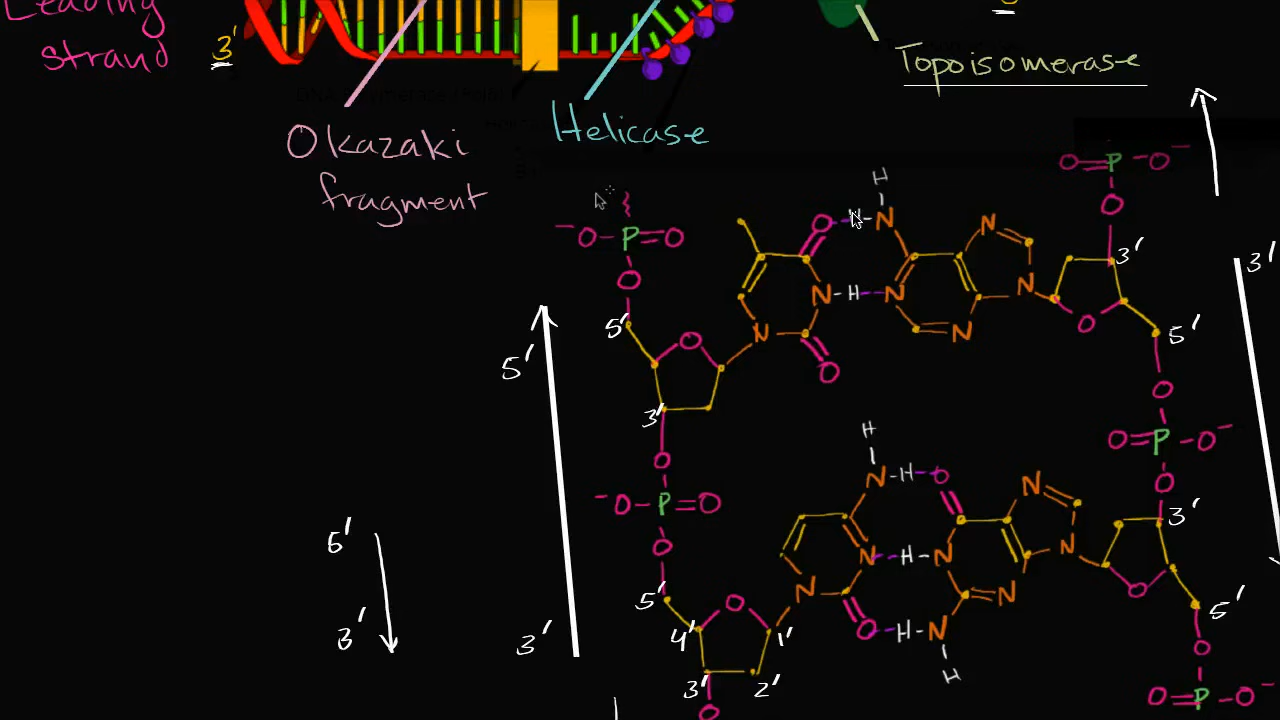 Leading
strand 3'
Topoisomerase
Okazaki
fragment
Helicase
H
O=P-O⁻
⁻O-P=O
O H-N N O
3' 3'
O N-H-N N
5' N N O 5'
5' O O
3' O
H O=P-O⁻
O N-H-O N O
⁻O-P=O 3'
5' O N-H-N N
5' N O N O 5'
3' 3' 4' O 1' O-H-N O
3' 2' H O=P-O⁻
O